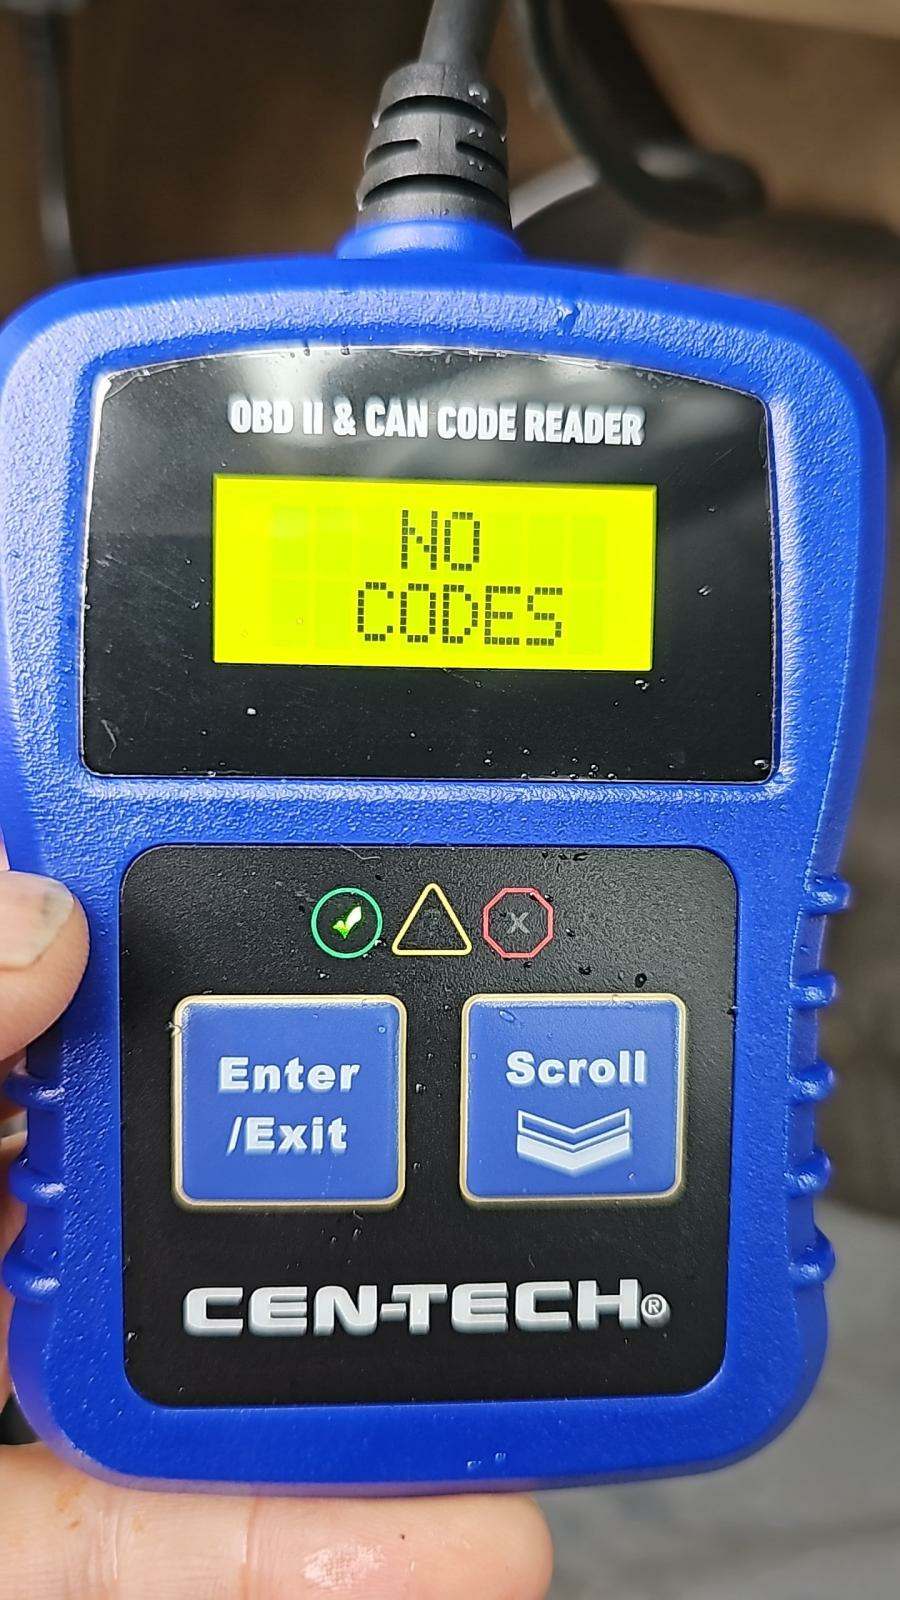 OBD II & CAN CODE READER
NO
CODES
X
Enter
/Exit
Scroll
CEN-TECH®